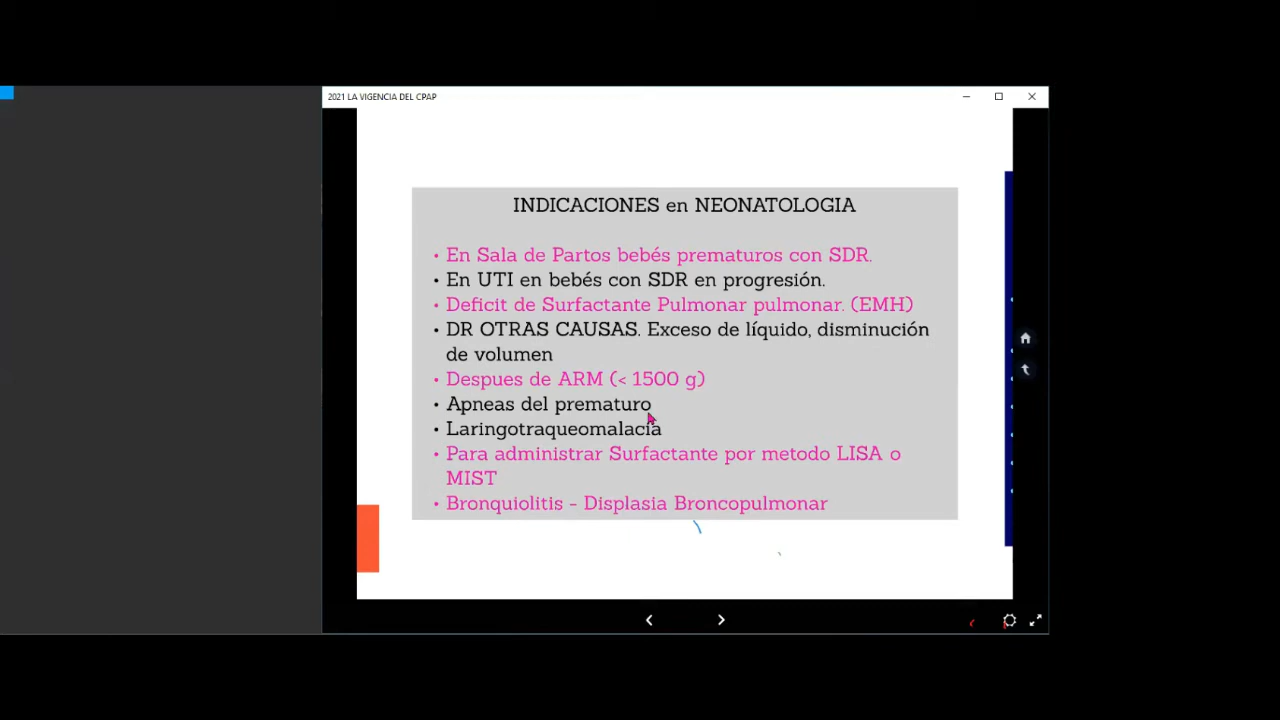 2021 LA VIGENCIA DEL CPAP
INDICACIONES en NEONATOLOGIA
• En Sala de Partos bebés prematuros con SDR.
• En UTI en bebés con SDR en progresión.
• Deficit de Surfactante Pulmonar pulmonar. (EMH)
• DR OTRAS CAUSAS. Exceso de líquido, disminución
de volumen
• Despues de ARM (< 1500 g)
• Apneas del prematuro
• Laringotraqueomalacia
• Para administrar Surfactante por metodo LISA o
MIST
• Bronquiolitis - Displasia Broncopulmonar